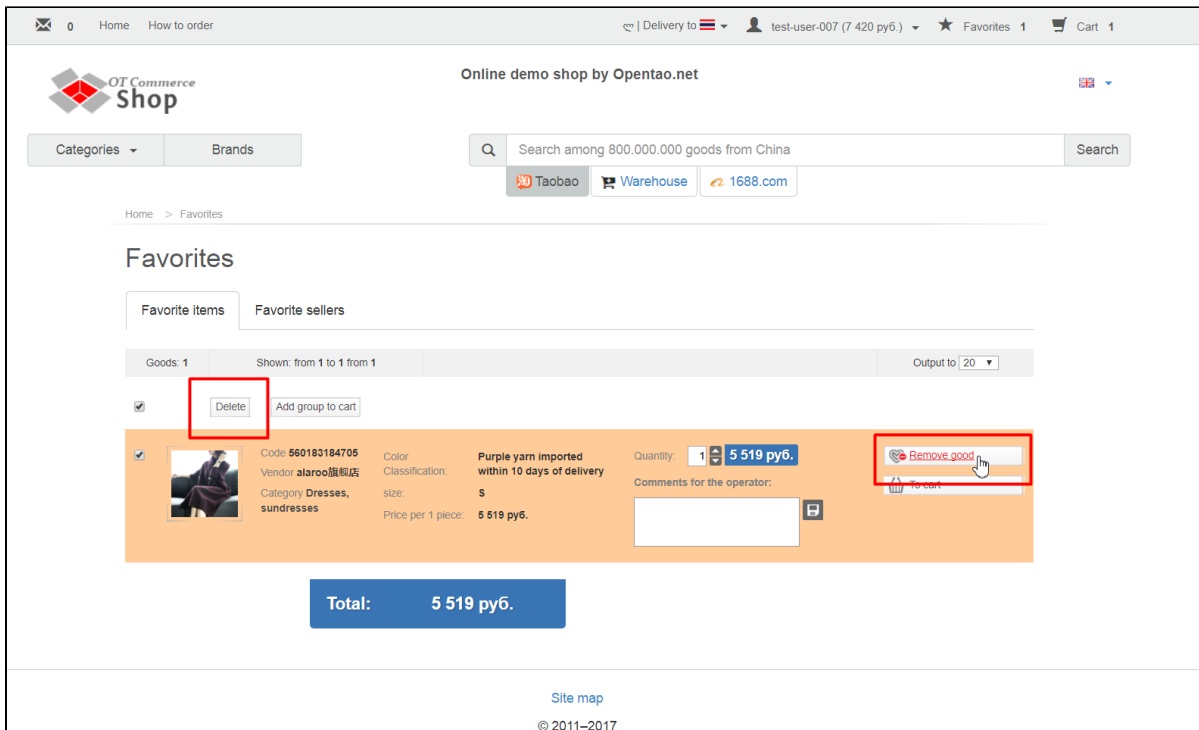 0 Home How to order ლ | Delivery to test-user-007 (7 420 руб.) Favorites 1 Cart 1
OT Commerce
Shop
Online demo shop by Opentao.net
Categories Brands Search among 800.000.000 goods from China Search
Taobao Warehouse 1688.com
Home > Favorites
Favorites
Favorite items Favorite sellers
Goods: 1 Shown: from 1 to 1 from 1 Output to 20
Delete Add group to cart
Code 560183184705
Vendor alaroo旗舰店
Category Dresses,
sundresses
Color
Classification:
Purple yarn imported
within 10 days of delivery
size: S
Price per 1 piece: 5 519 руб.
Quantity: 1 5 519 руб.
Comments for the operator:
Remove good
To cart
Total: 5 519 руб.
Site map
© 2011–2017